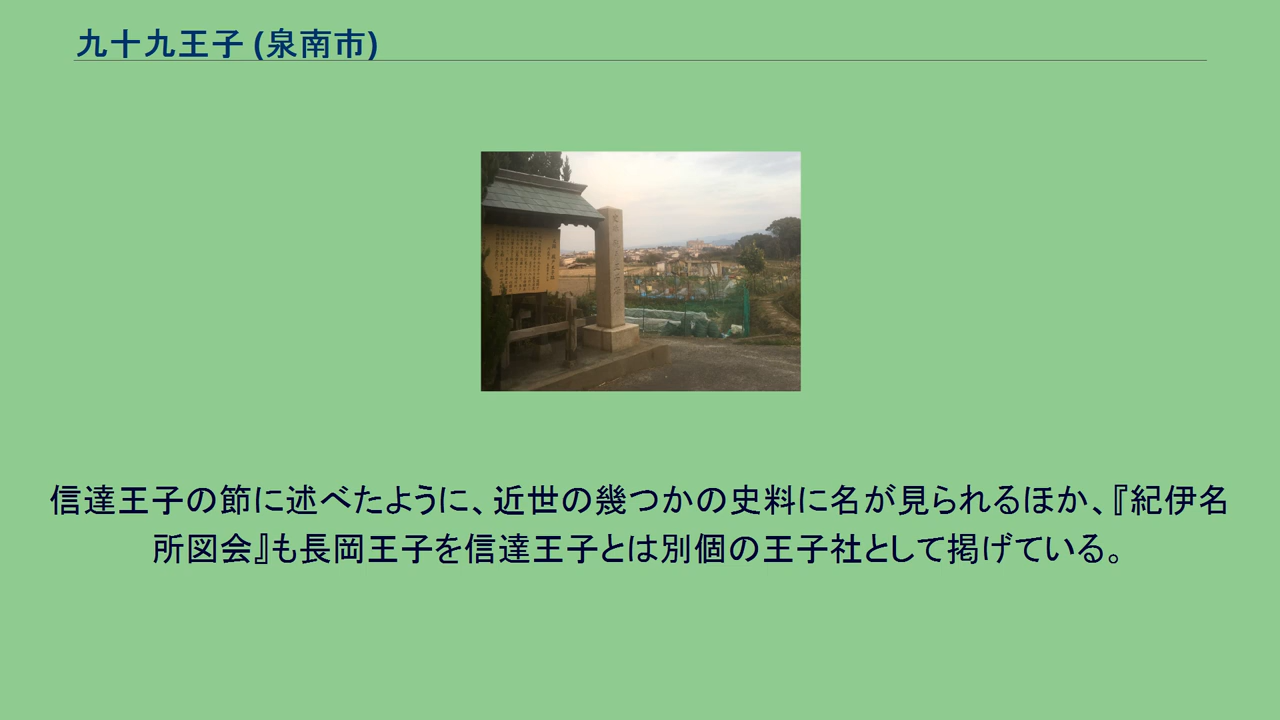 九十九王子 (泉南市)
信達王子の節に述べたように、近世の幾つかの史料に名が見られるほか、『紀伊名
所図会』も長岡王子を信達王子とは別個の王子社として掲げている。